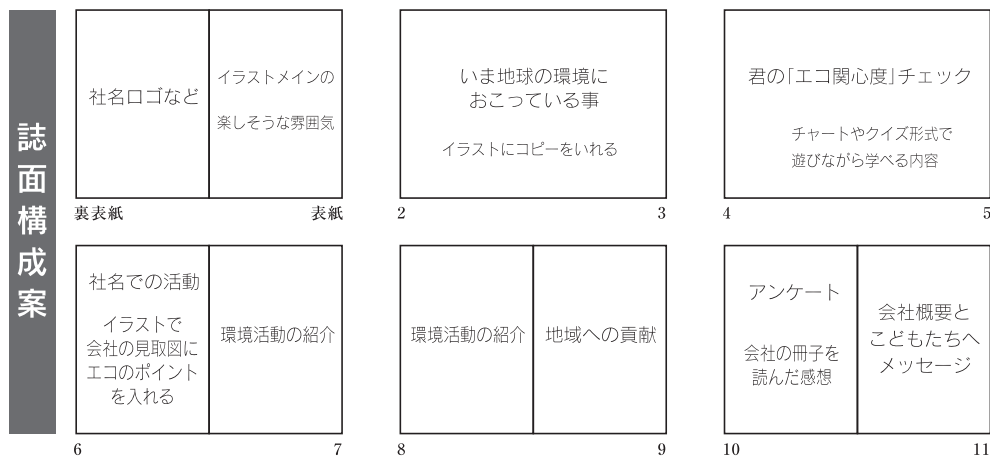 誌面構成案
社名ロゴなど
イラストメインの
楽しそうな雰囲気
裏表紙
表紙
いま地球の環境に
おこっている事
イラストにコピーをいれる
2
3
君の「エコ関心度」チェック
チャートやクイズ形式で
遊びながら学べる内容
4
5
社名での活動
イラストで
会社の見取図に
エコのポイント
を入れる
環境活動の紹介
6
7
環境活動の紹介
地域への貢献
8
9
アンケート
会社の冊子を
読んだ感想
会社概要と
こどもたちへ
メッセージ
10
11